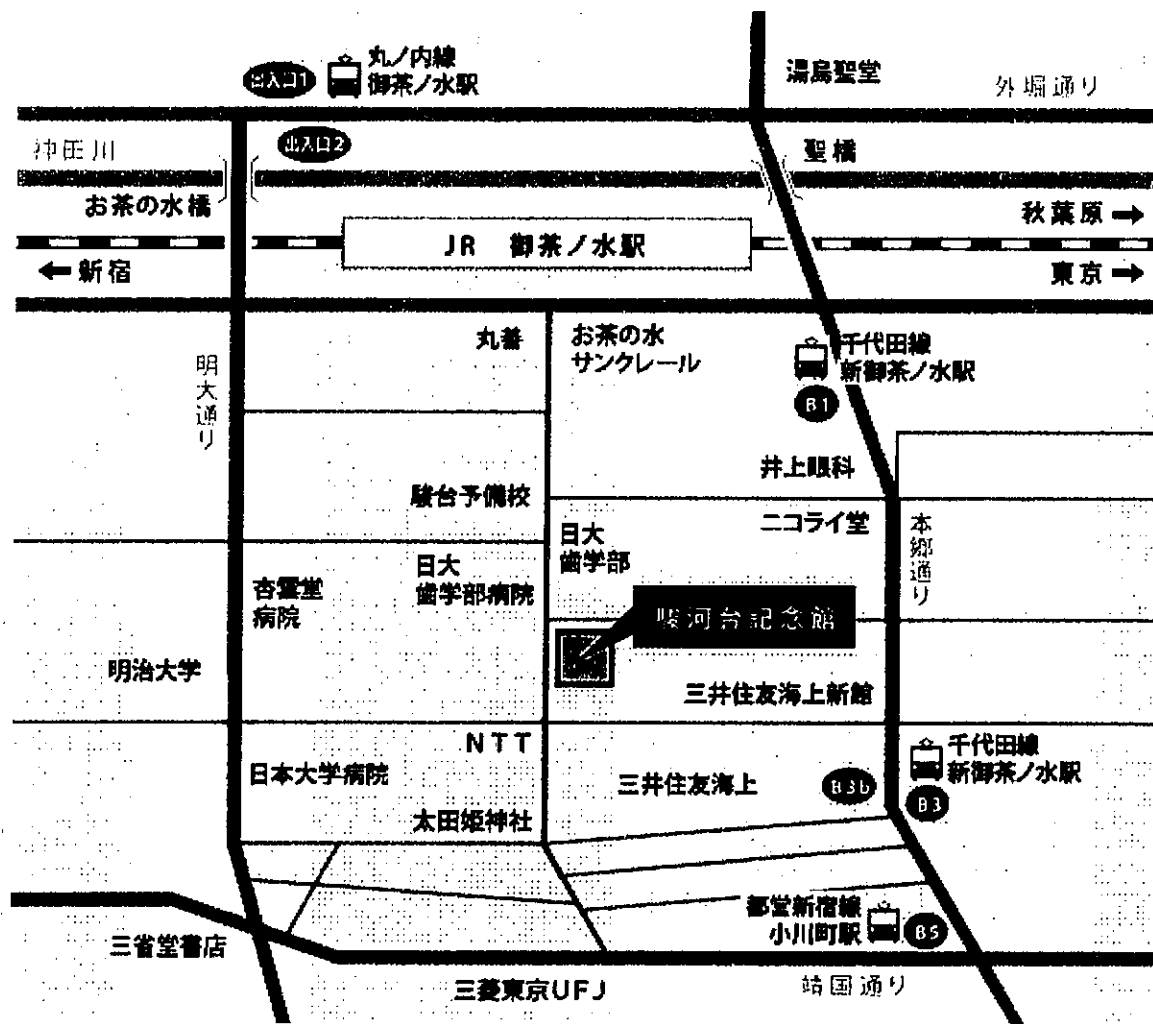 丸ノ内線
出入口1
御茶ノ水駅
湯島聖堂
外堀通り
出入口2
神田川
聖橋
お茶の水橋
秋葉原
JR 御茶ノ水駅
新宿
東京
丸善
お茶の水
サンクレール
千代田線
新御茶ノ水駅
B1
明大通り
井上眼科
駿台予備校
ニコライ堂
本郷通り
日大
歯学部
日大
歯学部病院
杏雲堂
病院
駿河台記念館
明治大学
三井住友海上新館
NTT
千代田線
新御茶ノ水駅
日本大学病院
三井住友海上
B3b
B3
太田姫神社
都営新宿線
小川町駅
B5
三省堂書店
三菱東京UFJ
靖国通り